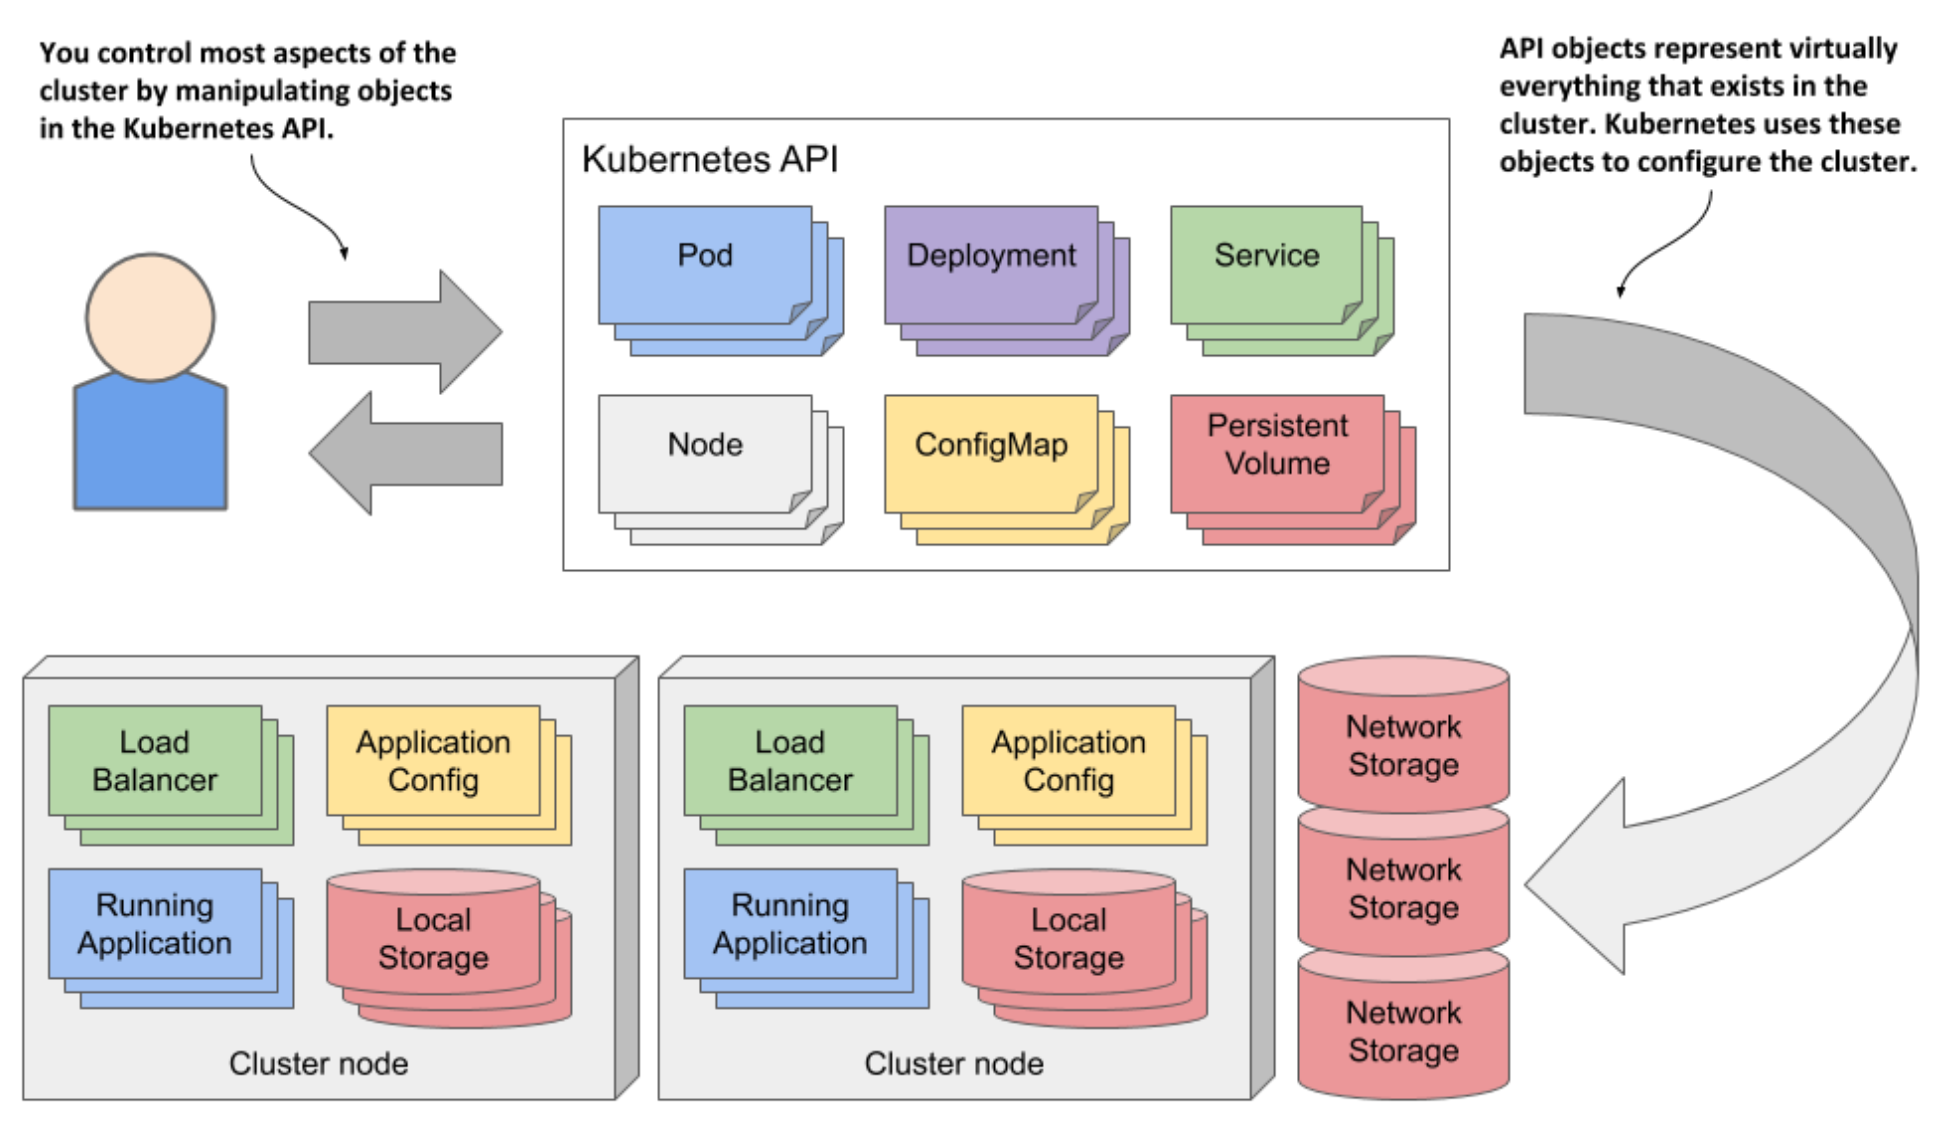 You control most aspects of the
cluster by manipulating objects
in the Kubernetes API.
API objects represent virtually
everything that exists in the
cluster. Kubernetes uses these
objects to configure the cluster.
Kubernetes API
Pod
Deployment
Service
Node
ConfigMap
Persistent
Volume
Load
Balancer
Application
Config
Running
Application
Local
Storage
Cluster node
Load
Balancer
Application
Config
Running
Application
Local
Storage
Cluster node
Network
Storage
Network
Storage
Network
Storage